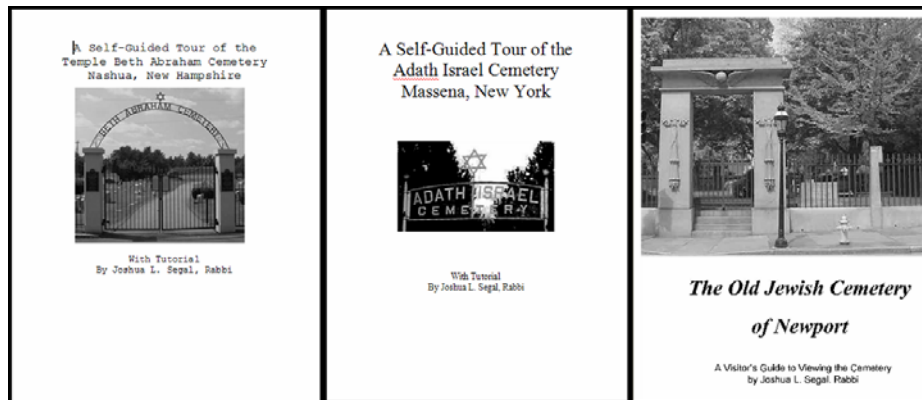 A Self-Guided Tour of the
Temple Beth Abraham Cemetery
Nashua, New Hampshire
BETH ABRAHAM CEMETERY
With Tutorial
By Joshua L. Segal, Rabbi
A Self-Guided Tour of the
Adath Israel Cemetery
Massena, New York
ADATH ISRAEL
CEMETERY
With Tutorial
By Joshua L. Segal, Rabbi
The Old Jewish Cemetery
of Newport
A Visitor's Guide to Viewing the Cemetery
by Joshua L. Segal. Rabbi